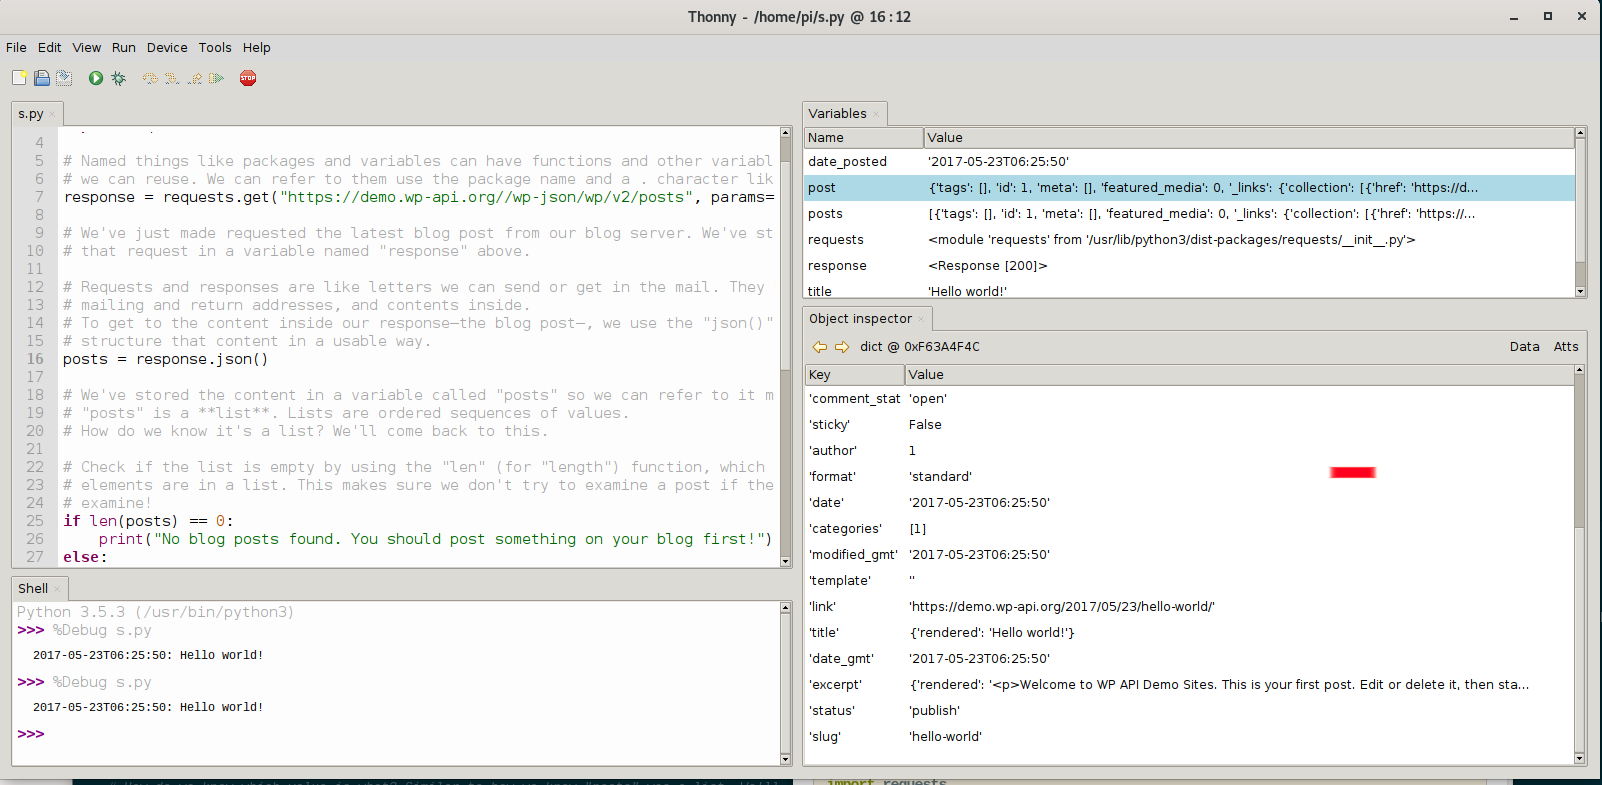 Thonny - /home/pi/s.py @ 16 : 12
File Edit View Run Device Tools Help
STOP
s.py
4
5 # Named things like packages and variables can have functions and other variabl
6 # we can reuse. We can refer to them use the package name and a . character lik
7 response = requests.get("https://demo.wp-api.org//wp-json/wp/v2/posts", params=
8
9 # We've just made requested the latest blog post from our blog server. We've st
10 # that request in a variable named "response" above.
11
12 # Requests and responses are like letters we can send or get in the mail. They
13 # mailing and return addresses, and contents inside.
14 # To get to the content inside our response—the blog post—, we use the "json()"
15 # structure that content in a usable way.
16 posts = response.json()
17
18 # We've stored the content in a variable called "posts" so we can refer to it m
19 # "posts" is a **list**. Lists are ordered sequences of values.
20 # How do we know it's a list? We'll come back to this.
21
22 # Check if the list is empty by using the "len" (for "length") function, which
23 # elements are in a list. This makes sure we don't try to examine a post if the
24 # examine!
25 if len(posts) == 0:
26 print("No blog posts found. You should post something on your blog first!")
27 else:
Shell
Python 3.5.3 (/usr/bin/python3)
>>> %Debug s.py
2017-05-23T06:25:50: Hello world!
>>> %Debug s.py
2017-05-23T06:25:50: Hello world!
>>>
Variables
Name Value
date_posted '2017-05-23T06:25:50'
post {'tags': [], 'id': 1, 'meta': [], 'featured_media': 0, '_links': {'collection': [{'href': 'https://d...
posts [{'tags': [], 'id': 1, 'meta': [], 'featured_media': 0, '_links': {'collection': [{'href': 'https://...
requests <module 'requests' from '/usr/lib/python3/dist-packages/requests/__init__.py'>
response <Response [200]>
title 'Hello world!'
Object inspector
dict @ 0xF63A4F4C Data Atts
Key Value
'comment_stat 'open'
'sticky' False
'author' 1
'format' 'standard'
'date' '2017-05-23T06:25:50'
'categories' [1]
'modified_gmt' '2017-05-23T06:25:50'
'template' ''
'link' 'https://demo.wp-api.org/2017/05/23/hello-world/'
'title' {'rendered': 'Hello world!'}
'date_gmt' '2017-05-23T06:25:50'
'excerpt' {'rendered': '<p>Welcome to WP API Demo Sites. This is your first post. Edit or delete it, then sta...
'status' 'publish'
'slug' 'hello-world'
import requests